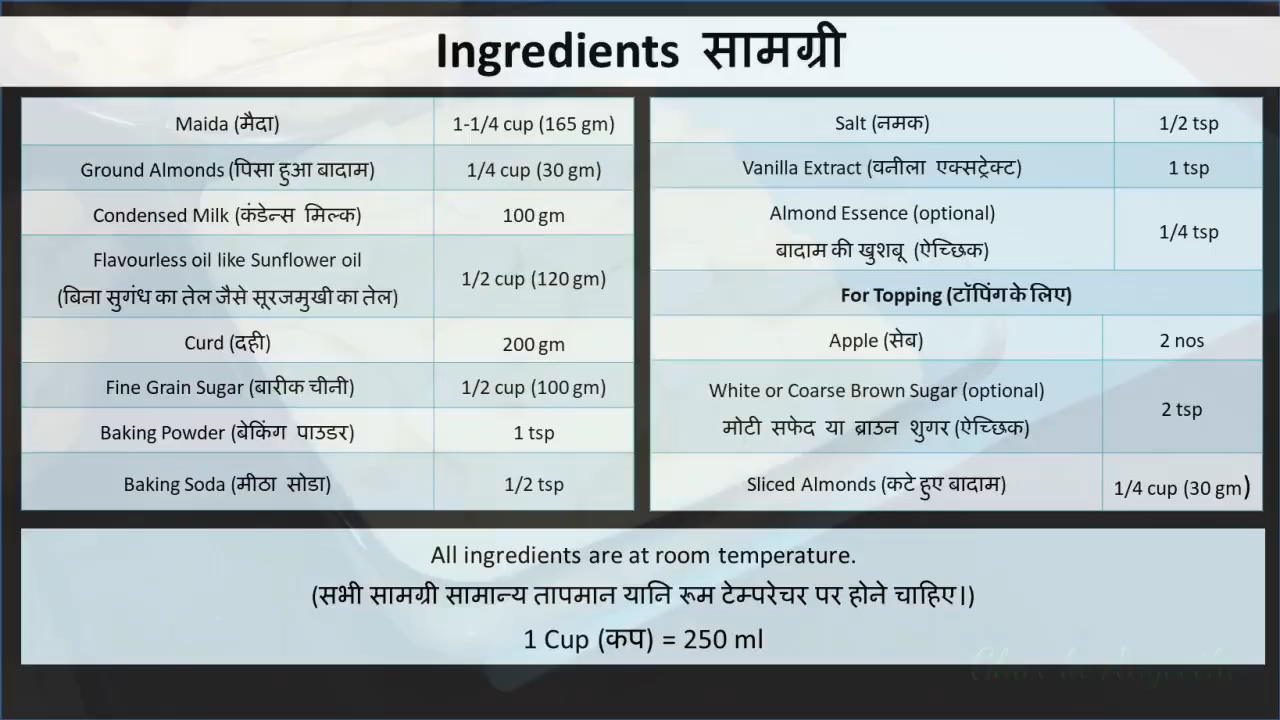 Ingredients सामग्री
Maida (मैदा) 1-1/4 cup (165 gm)
Ground Almonds (पिसा हुआ बादाम) 1/4 cup (30 gm)
Condensed Milk (कंडेन्स मिल्क) 100 gm
Flavourless oil like Sunflower oil
(बिना सुगंध का तेल जैसे सूरजमुखी का तेल) 1/2 cup (120 gm)
Curd (दही) 200 gm
Fine Grain Sugar (बारीक चीनी) 1/2 cup (100 gm)
Baking Powder (बेकिंग पाउडर) 1 tsp
Baking Soda (मीठा सोडा) 1/2 tsp
Salt (नमक) 1/2 tsp
Vanilla Extract (वनीला एक्सट्रेक्ट) 1 tsp
Almond Essence (optional)
बादाम की खुशबू (ऐच्छिक) 1/4 tsp
For Topping (टॉपिंग के लिए)
Apple (सेब) 2 nos
White or Coarse Brown Sugar (optional)
मोटी सफेद या ब्राउन शुगर (ऐच्छिक) 2 tsp
Sliced Almonds (कटे हुए बादाम) 1/4 cup (30 gm)
All ingredients are at room temperature.
(सभी सामग्री सामान्य तापमान यानि रूम टेम्परेचर पर होने चाहिए।)
1 Cup (कप) = 250 ml